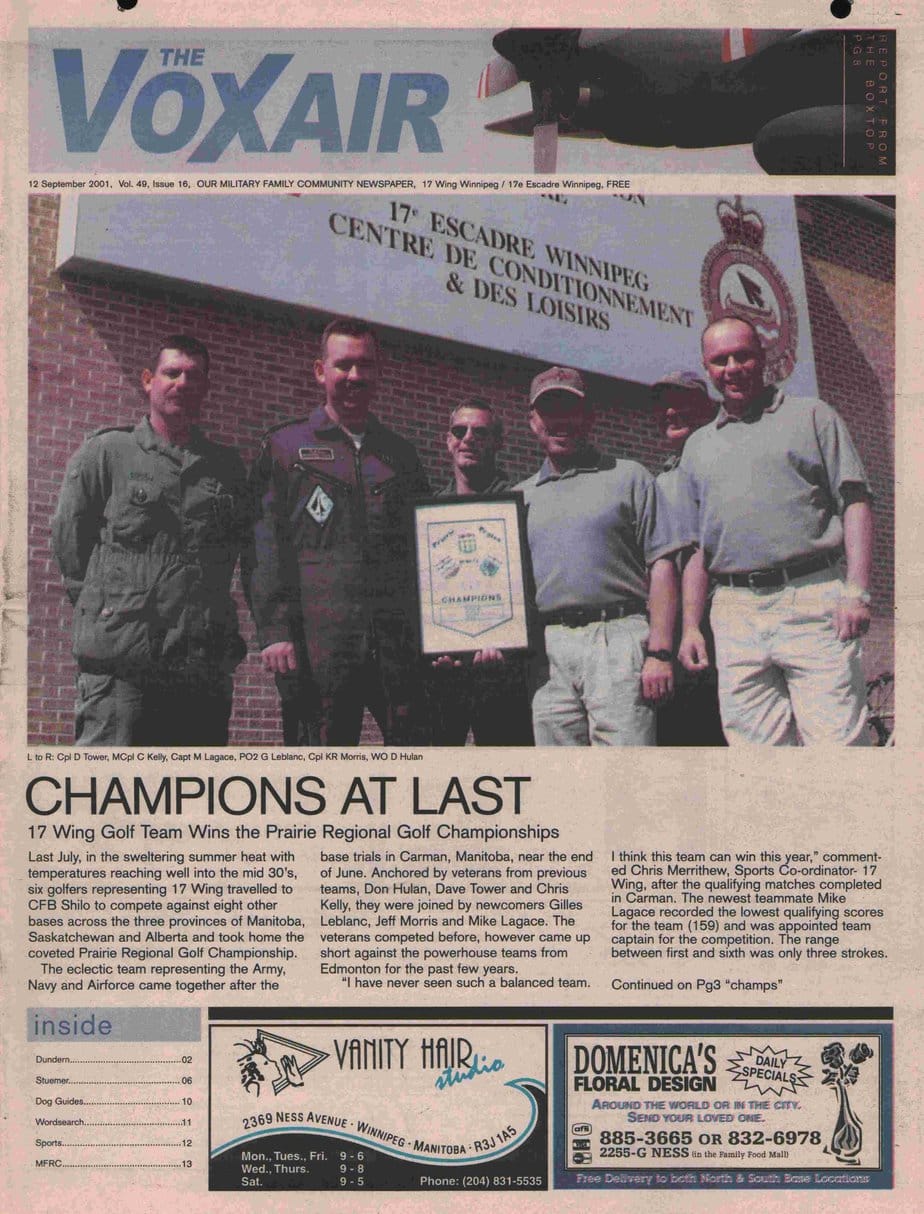 THE
VOXAIR
REPORT FROM
THE BOXTOP
PG8
12 September 2001, Vol. 49, Issue 16, OUR MILITARY FAMILY COMMUNITY NEWSPAPER, 17 Wing Winnipeg / 17e Escadre Winnipeg, FREE
17e ESCADRE WINNIPEG
CENTRE DE CONDITIONNEMENT
& DES LOISIRS
CHAMPIONS
L to R: Cpl D Tower, MCpl C Kelly, Capt M Lagace, PO2 G Leblanc, Cpl KR Morris, WO D Hulan
CHAMPIONS AT LAST
17 Wing Golf Team Wins the Prairie Regional Golf Championships
Last July, in the sweltering summer heat with
temperatures reaching well into the mid 30's,
six golfers representing 17 Wing travelled to
CFB Shilo to compete against eight other
bases across the three provinces of Manitoba,
Saskatchewan and Alberta and took home the
coveted Prairie Regional Golf Championship.
The eclectic team representing the Army,
Navy and Airforce came together after the
base trials in Carman, Manitoba, near the end
of June. Anchored by veterans from previous
teams, Don Hulan, Dave Tower and Chris
Kelly, they were joined by newcomers Gilles
Leblanc, Jeff Morris and Mike Lagace. The
veterans competed before, however came up
short against the powerhouse teams from
Edmonton for the past few years.
"I have never seen such a balanced team.
I think this team can win this year," comment-
ed Chris Merrithew, Sports Co-ordinator- 17
Wing, after the qualifying matches completed
in Carman. The newest teammate Mike
Lagace recorded the lowest qualifying scores
for the team (159) and was appointed team
captain for the competition. The range
between first and sixth was only three strokes.
Continued on Pg3 "champs"
inside
Dundern...02
Stuemer...06
Dog Guides...10
Wordsearch...11
Sports...12
MFRC...13
VANITY HAIR
studio
2369 NESS AVENUE · WINNIPEG · MANITOBA · R3J 1A5
Mon., Tues., Fri. 9 - 6
Wed., Thurs. 9 - 8
Sat. 9 - 5
Phone: (204) 831-5535
DOMENICA'S
FLORAL DESIGN
DAILY
SPECIALS
AROUND THE WORLD OR IN THE CITY.
SEND YOUR LOVED ONE.
885-3665 OR 832-6978
2255-G NESS (in the Family Food Mall)
Free Delivery to both North & South Base Locations